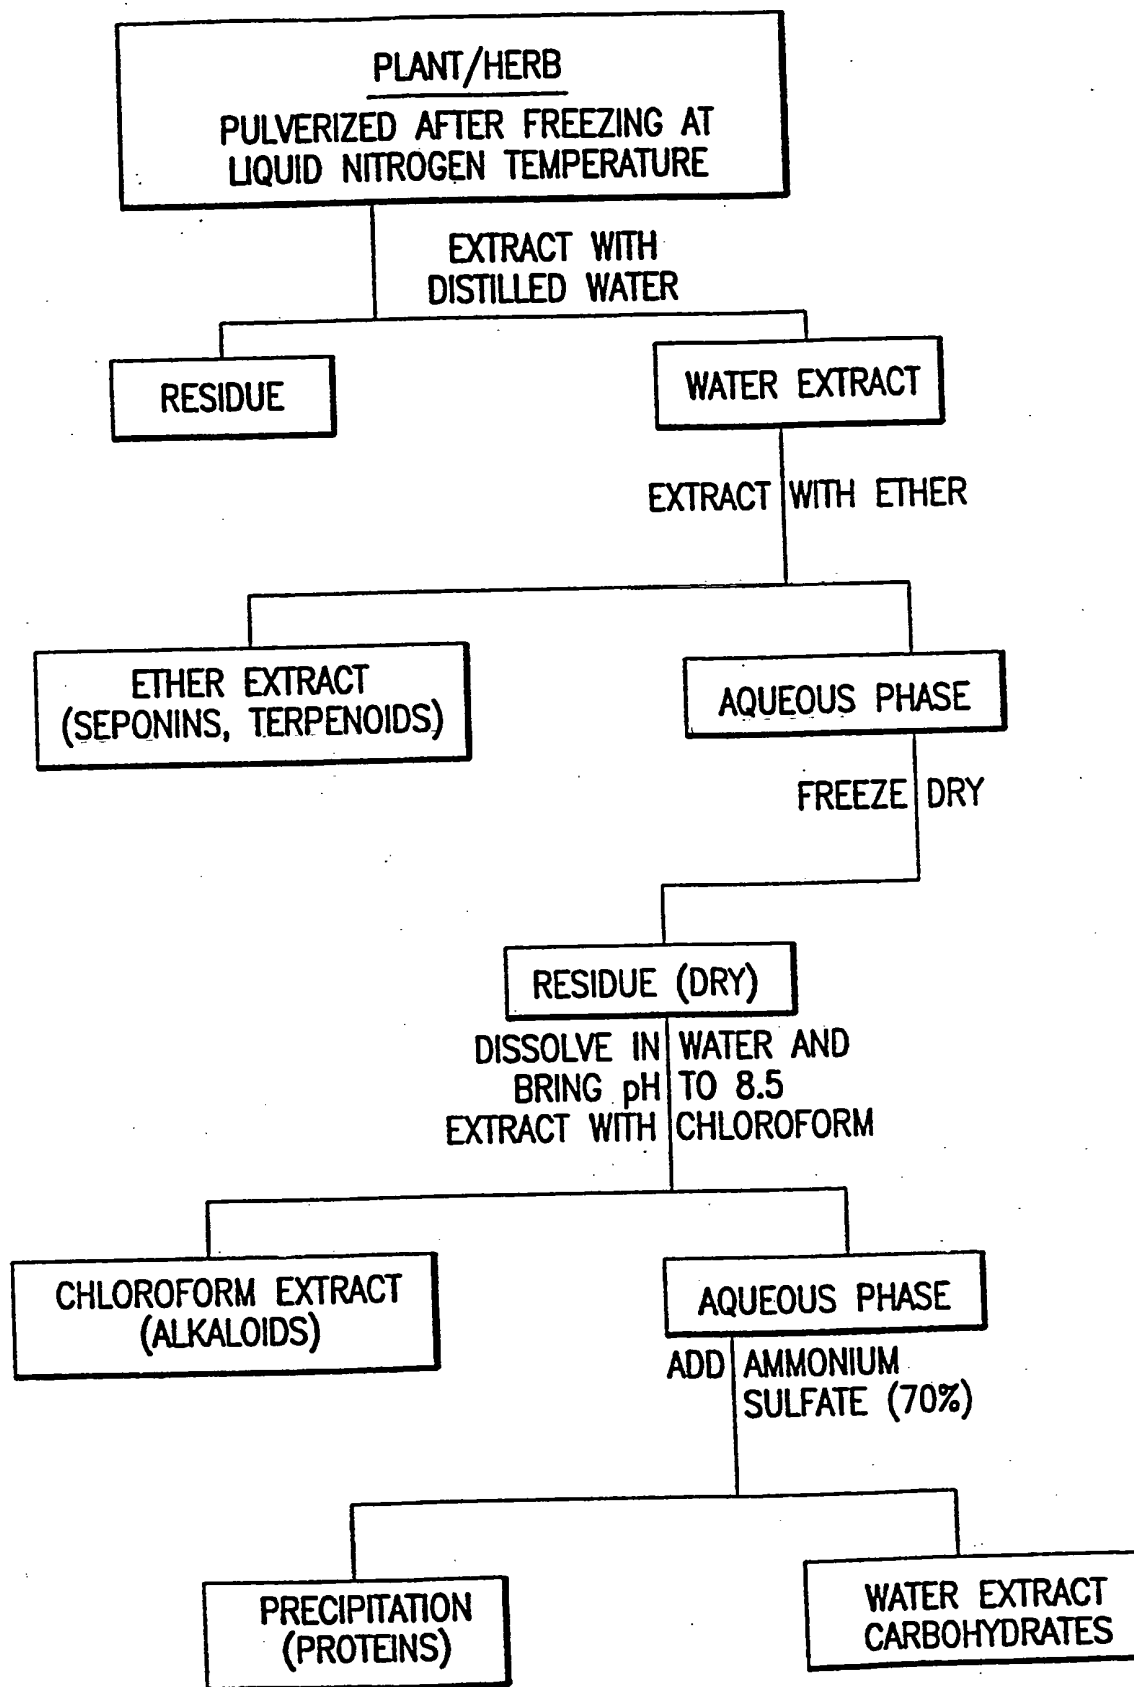 PLANT/HERB
PULVERIZED AFTER FREEZING AT
LIQUID NITROGEN TEMPERATURE
EXTRACT WITH
DISTILLED WATER
RESIDUE
WATER EXTRACT
EXTRACT WITH ETHER
ETHER EXTRACT
(SEPONINS, TERPENOIDS)
AQUEOUS PHASE
FREEZE DRY
RESIDUE (DRY)
DISSOLVE IN WATER AND
BRING pH TO 8.5
EXTRACT WITH CHLOROFORM
CHLOROFORM EXTRACT
(ALKALOIDS)
AQUEOUS PHASE
ADD AMMONIUM
SULFATE (70%)
PRECIPITATION
(PROTEINS)
WATER EXTRACT
CARBOHYDRATES